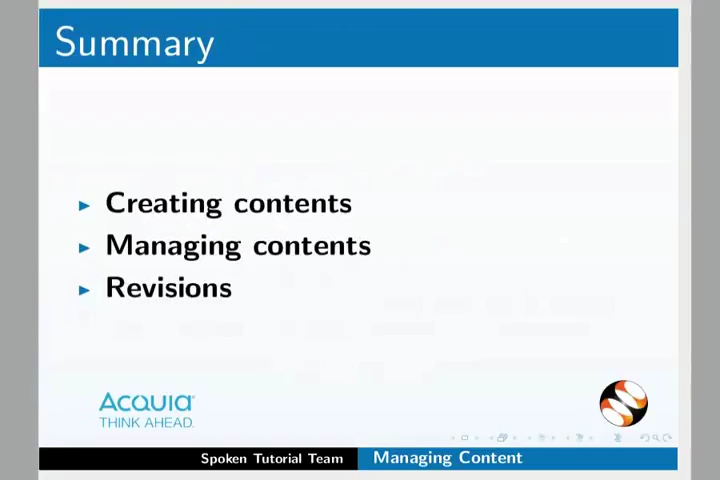 Summary
Creating contents
Managing contents
Revisions
ACQUIA
THINK AHEAD.
Spoken Tutorial Team
Managing Content